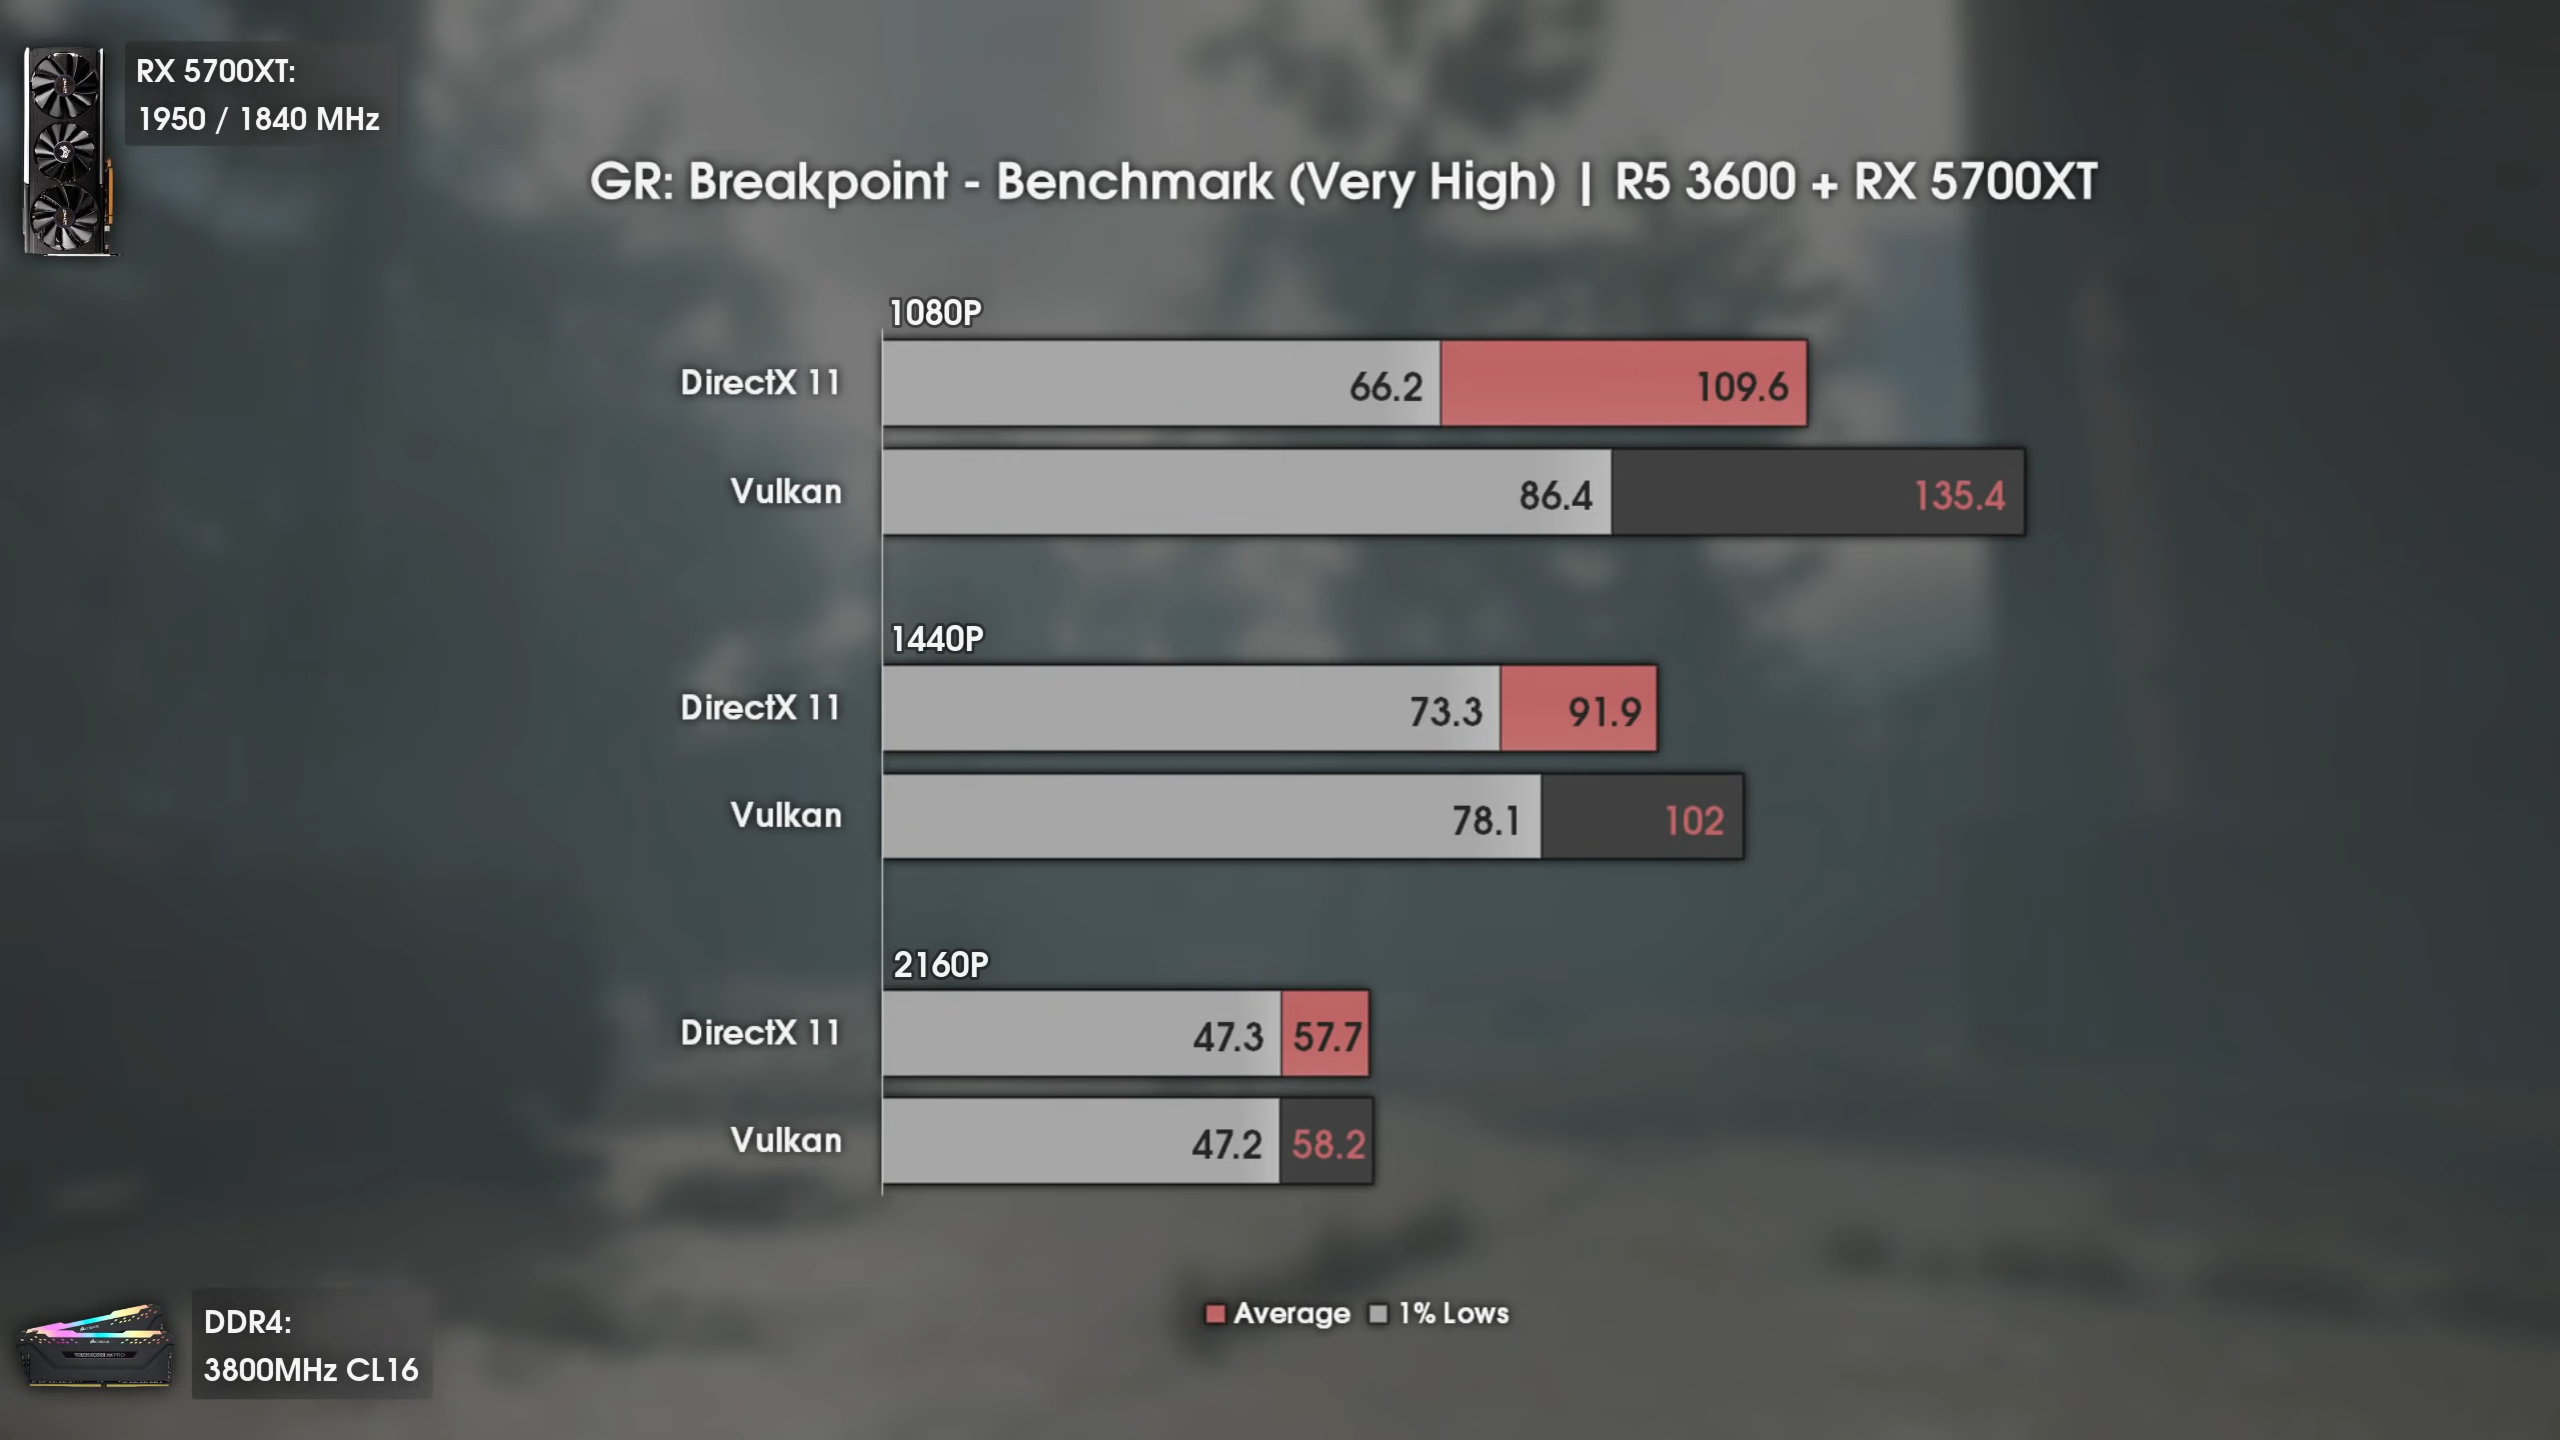 RX 5700XT:
1950 / 1840 MHz
GR: Breakpoint - Benchmark (Very High) | R5 3600 + RX 5700XT
1080P
DirectX 11
66.2
109.6
Vulkan
86.4
135.4
1440P
DirectX 11
73.3
91.9
Vulkan
78.1
102
2160P
DirectX 11
47.3
57.7
Vulkan
47.2
58.2
Average
1% Lows
DDR4:
3800MHz CL16